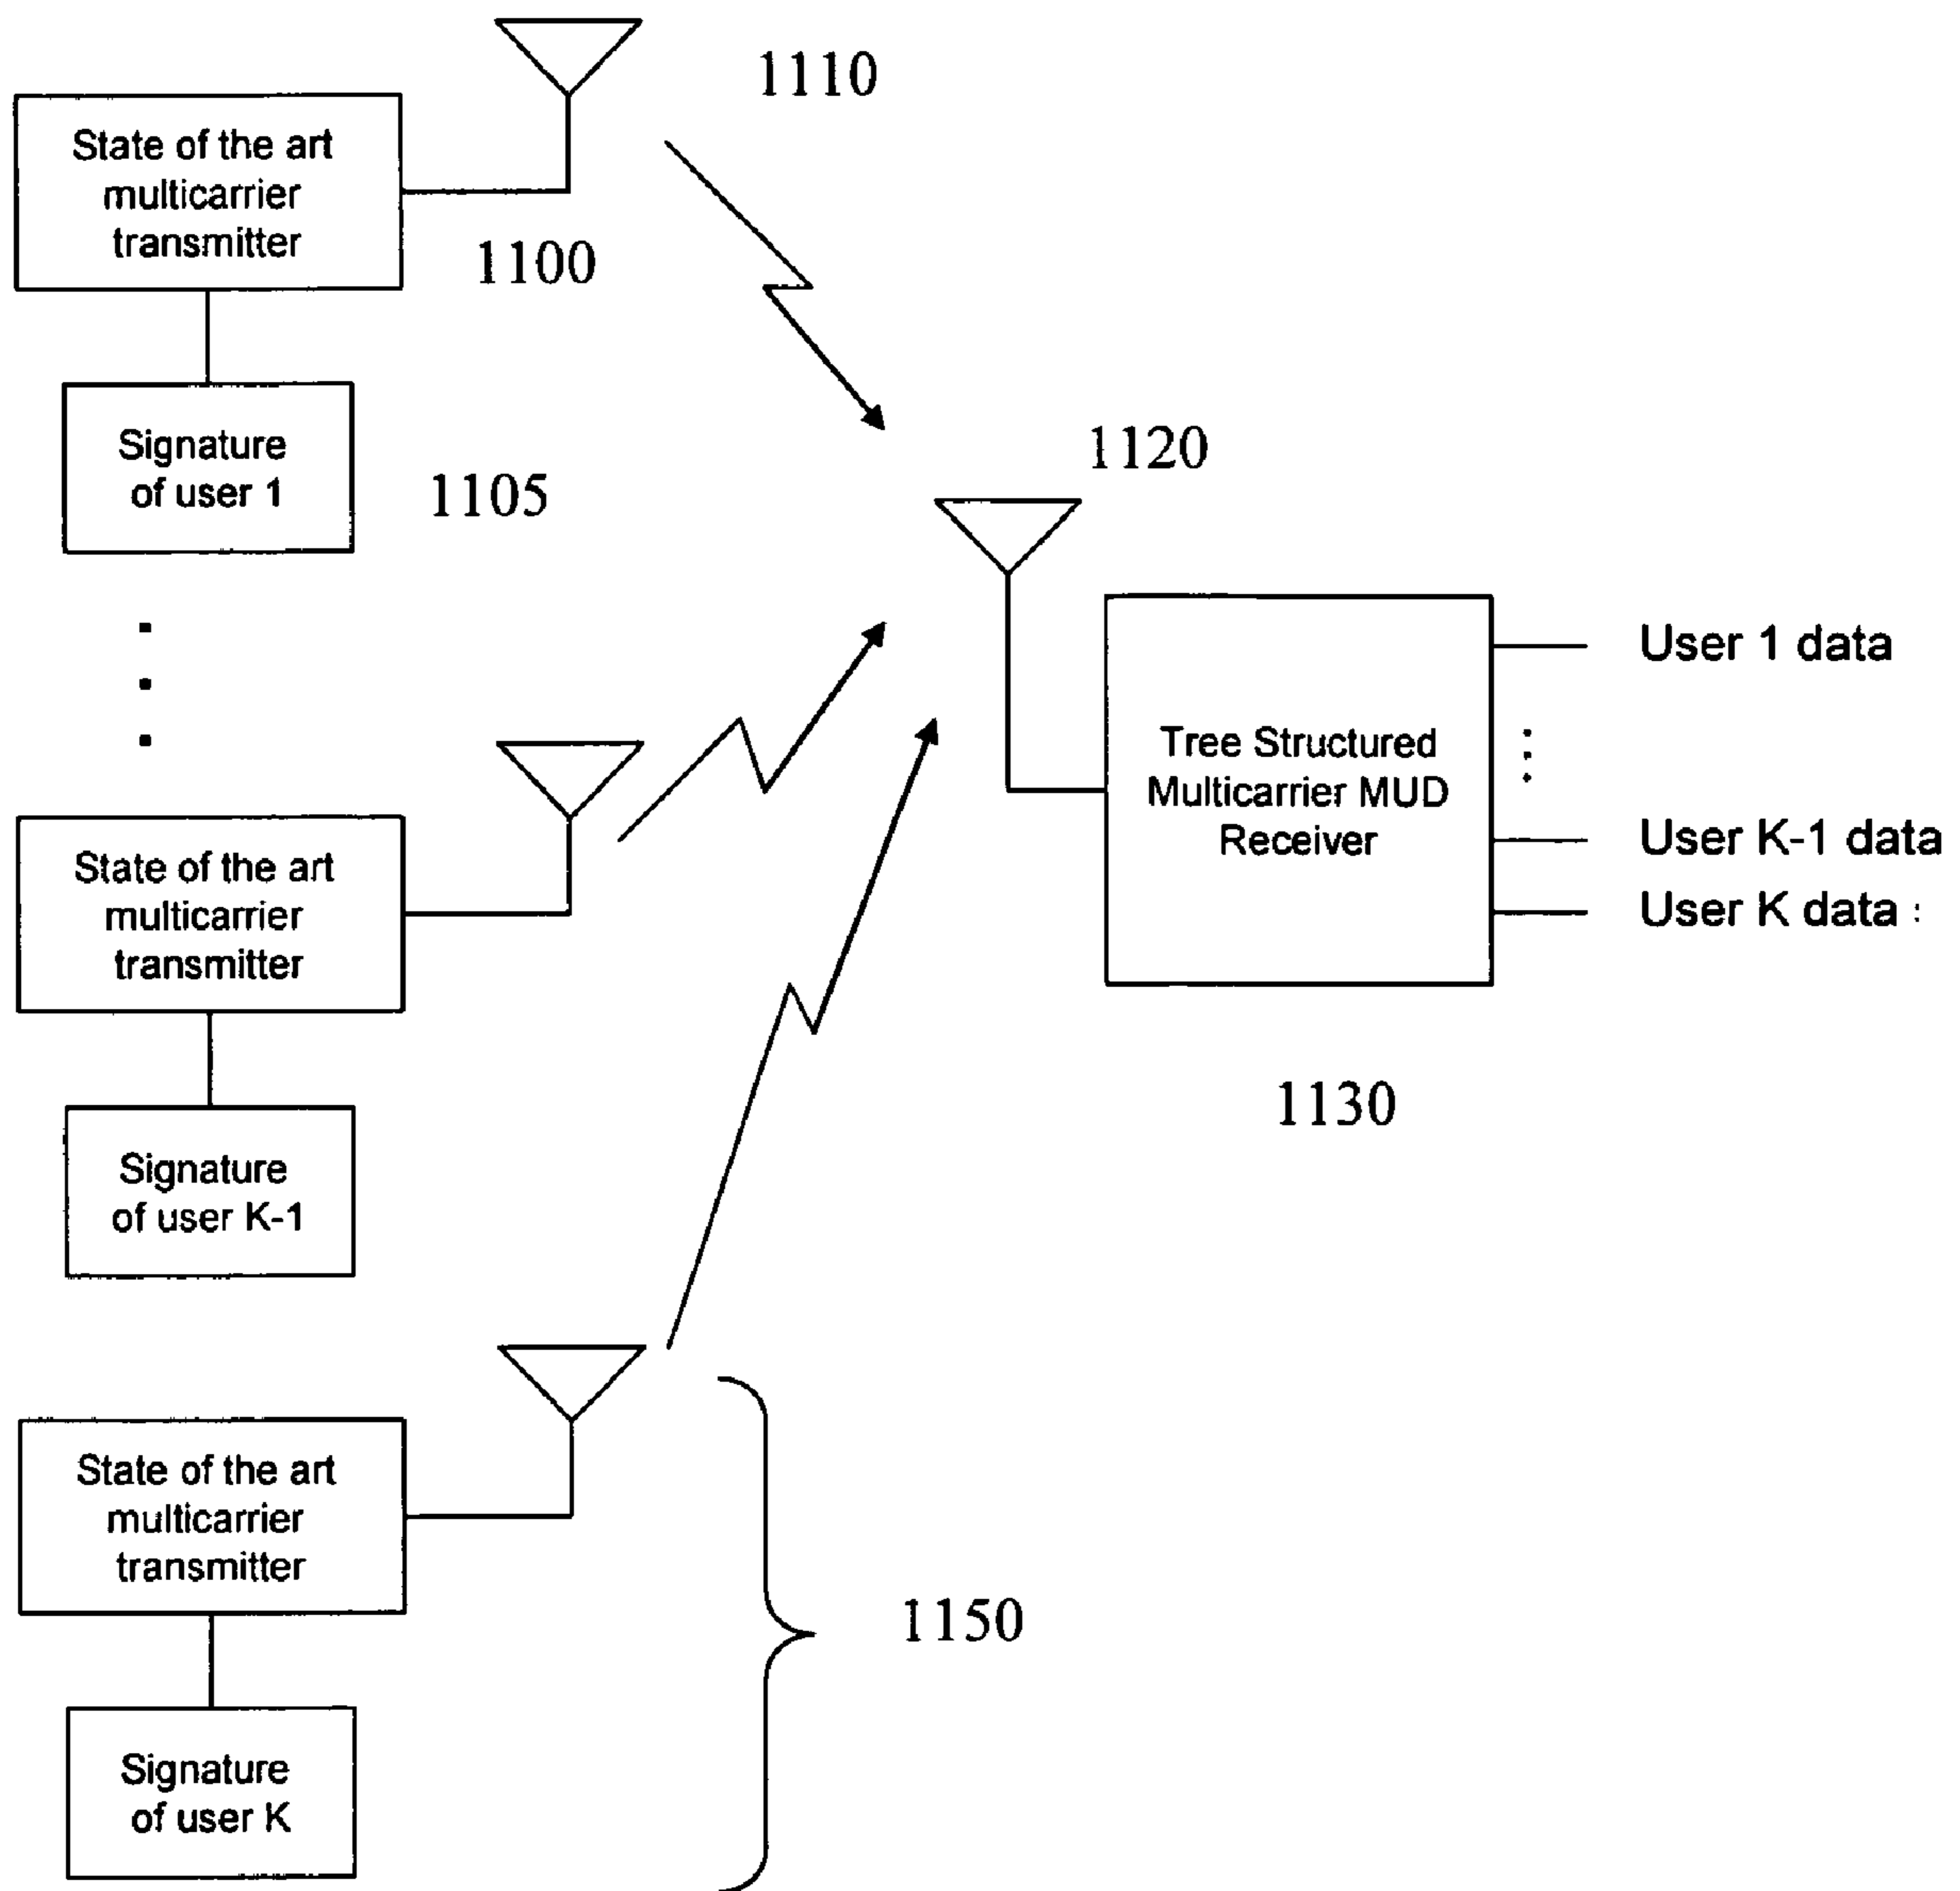 1110
State of the art
multicarrier
transmitter
1100
Signature
of user 1
1105
1120
User 1 data
Tree Structured
Multicarrier MUD
Receiver
User K-1 data
User K data
State of the art
multicarrier
transmitter
1130
Signature
of user K-1
State of the art
multicarrier
transmitter
1150
Signature
of user K